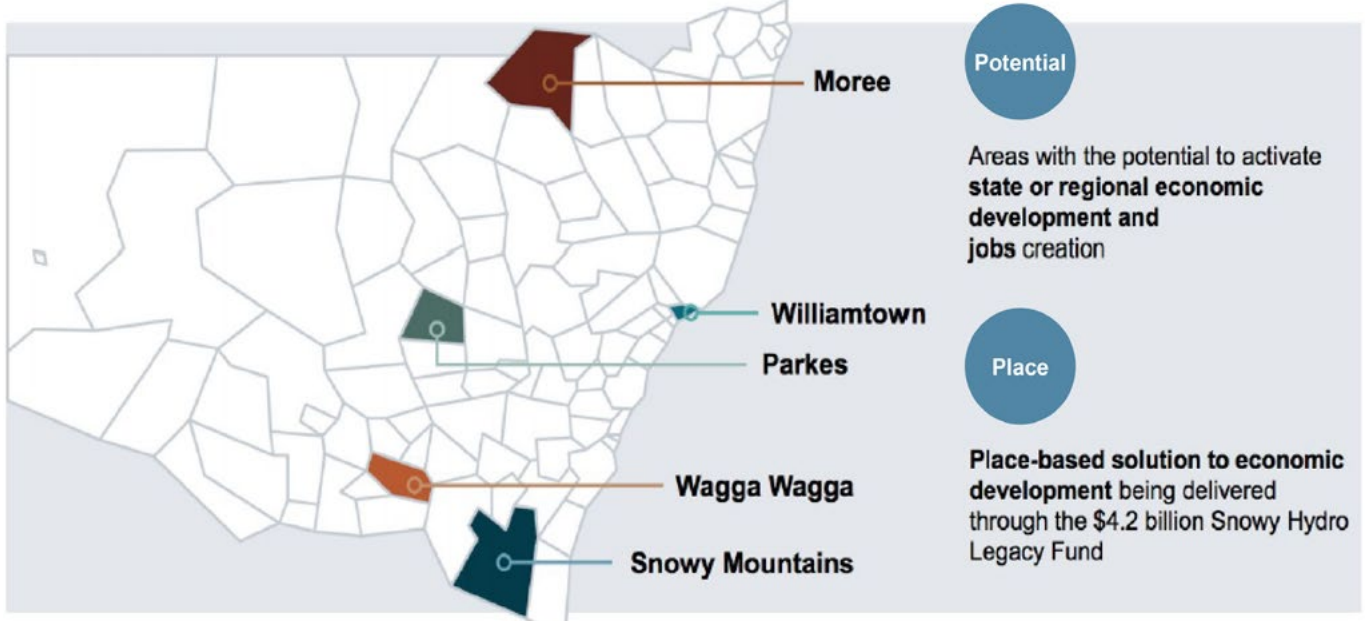 Moree
Williamtown
Parkes
Wagga Wagga
Snowy Mountains
Potential
Areas with the potential to activate
state or regional economic
development and
jobs creation
Place
Place-based solution to economic
development being delivered
through the $4.2 billion Snowy Hydro
Legacy Fund